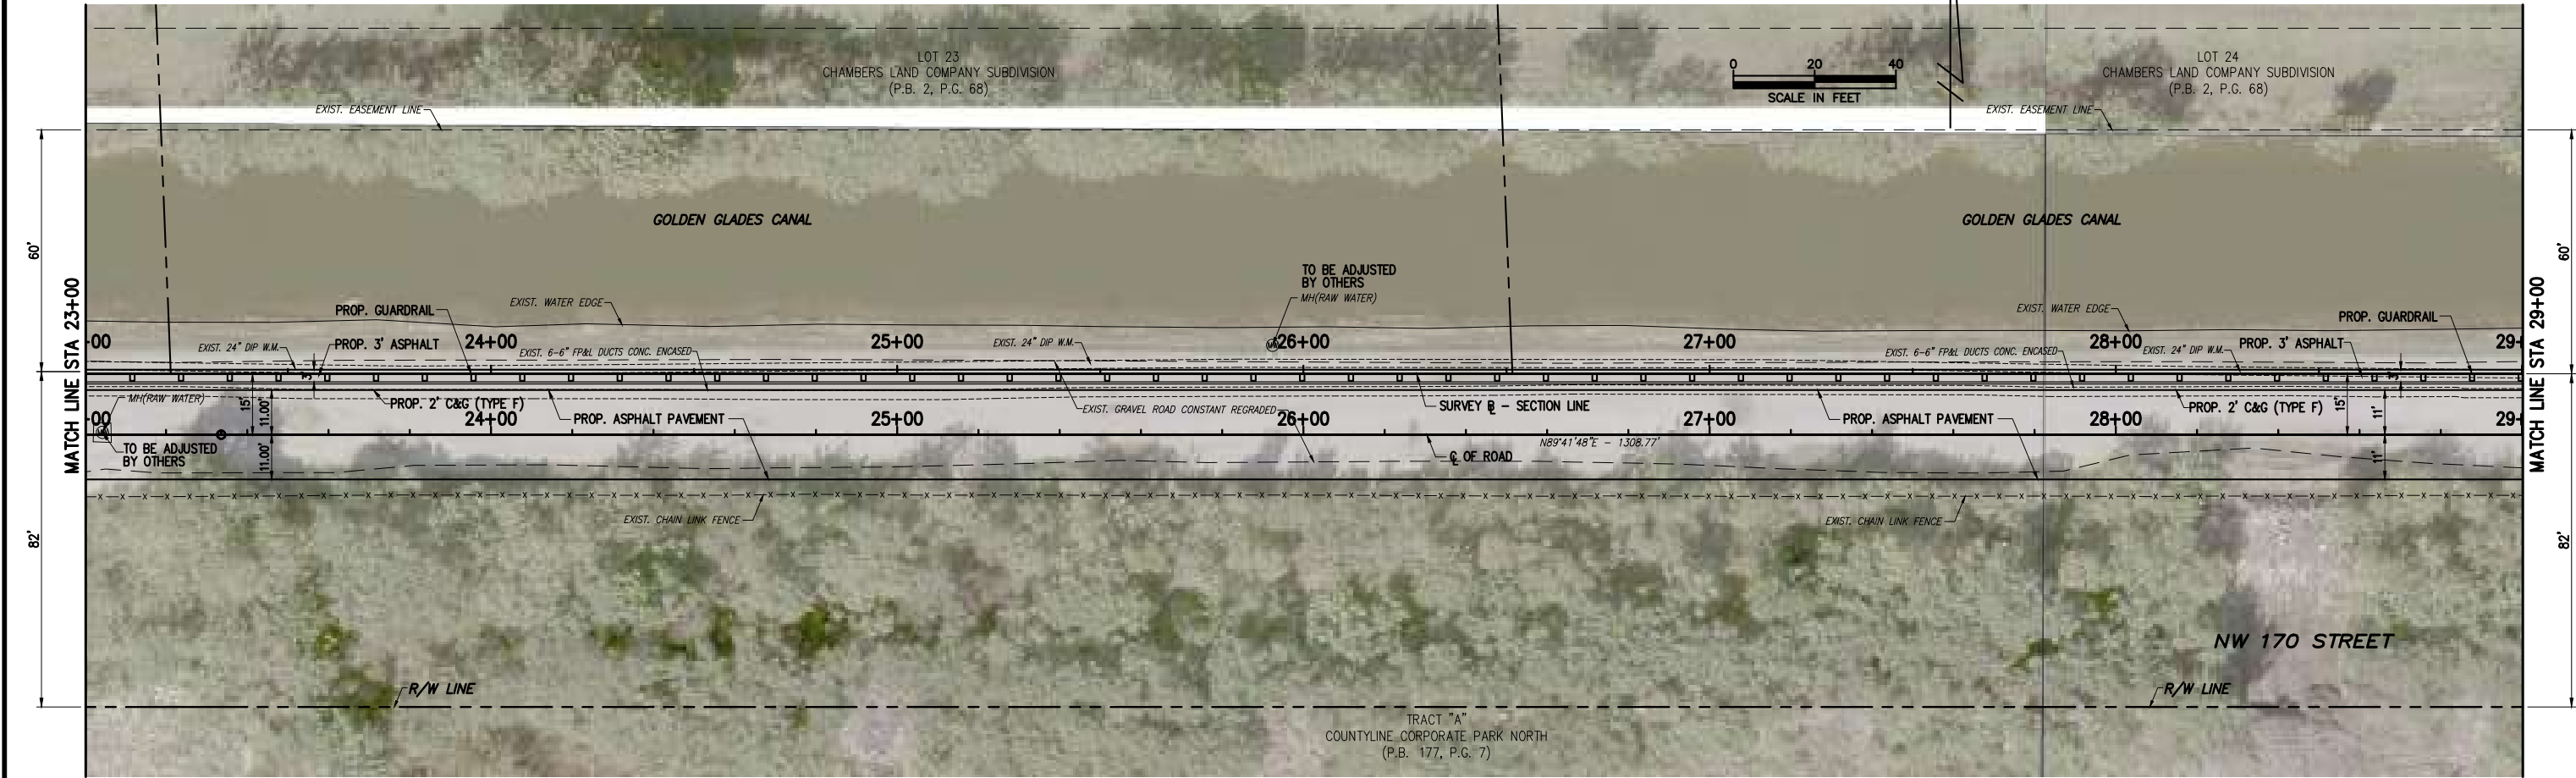 LOT 23
CHAMBERS LAND COMPANY SUBDIVISION
(P.B. 2, P.G. 68)
0 20 40
SCALE IN FEET
LOT 24
CHAMBERS LAND COMPANY SUBDIVISION
(P.B. 2, P.G. 68)
EXIST. EASEMENT LINE
EXIST. EASEMENT LINE
GOLDEN GLADES CANAL
GOLDEN GLADES CANAL
60'
60'
MATCH LINE STA 23+00
MATCH LINE STA 29+00
TO BE ADJUSTED
BY OTHERS
MH(RAW WATER)
PROP. GUARDRAIL
EXIST. WATER EDGE
EXIST. WATER EDGE
PROP. GUARDRAIL
00 24+00 25+00 26+00 27+00 28+00 29+
EXIST. 24" DIP W.M.
PROP. 3' ASPHALT
EXIST. 6-6" FP&L DUCTS CONC. ENCASED
EXIST. 24" DIP W.M.
EXIST. 6-6" FP&L DUCTS CONC. ENCASED
EXIST. 24" DIP W.M.
PROP. 3' ASPHALT
3'
3'
MH(RAW WATER)
15'
11.00'
PROP. 2' C&G (TYPE F)
EXIST. GRAVEL ROAD CONSTANT REGRADED
SURVEY ℄ - SECTION LINE
PROP. 2' C&G (TYPE F)
15'
11'
00 24+00 25+00 26+00 27+00 28+00 29+
PROP. ASPHALT PAVEMENT
PROP. ASPHALT PAVEMENT
TO BE ADJUSTED
BY OTHERS
11.00'
N89°41'48"E - 1308.77'
℄ OF ROAD
11'
EXIST. CHAIN LINK FENCE
EXIST. CHAIN LINK FENCE
82'
82'
NW 170 STREET
R/W LINE
R/W LINE
TRACT "A"
COUNTYLINE CORPORATE PARK NORTH
(P.B. 177, P.G. 7)